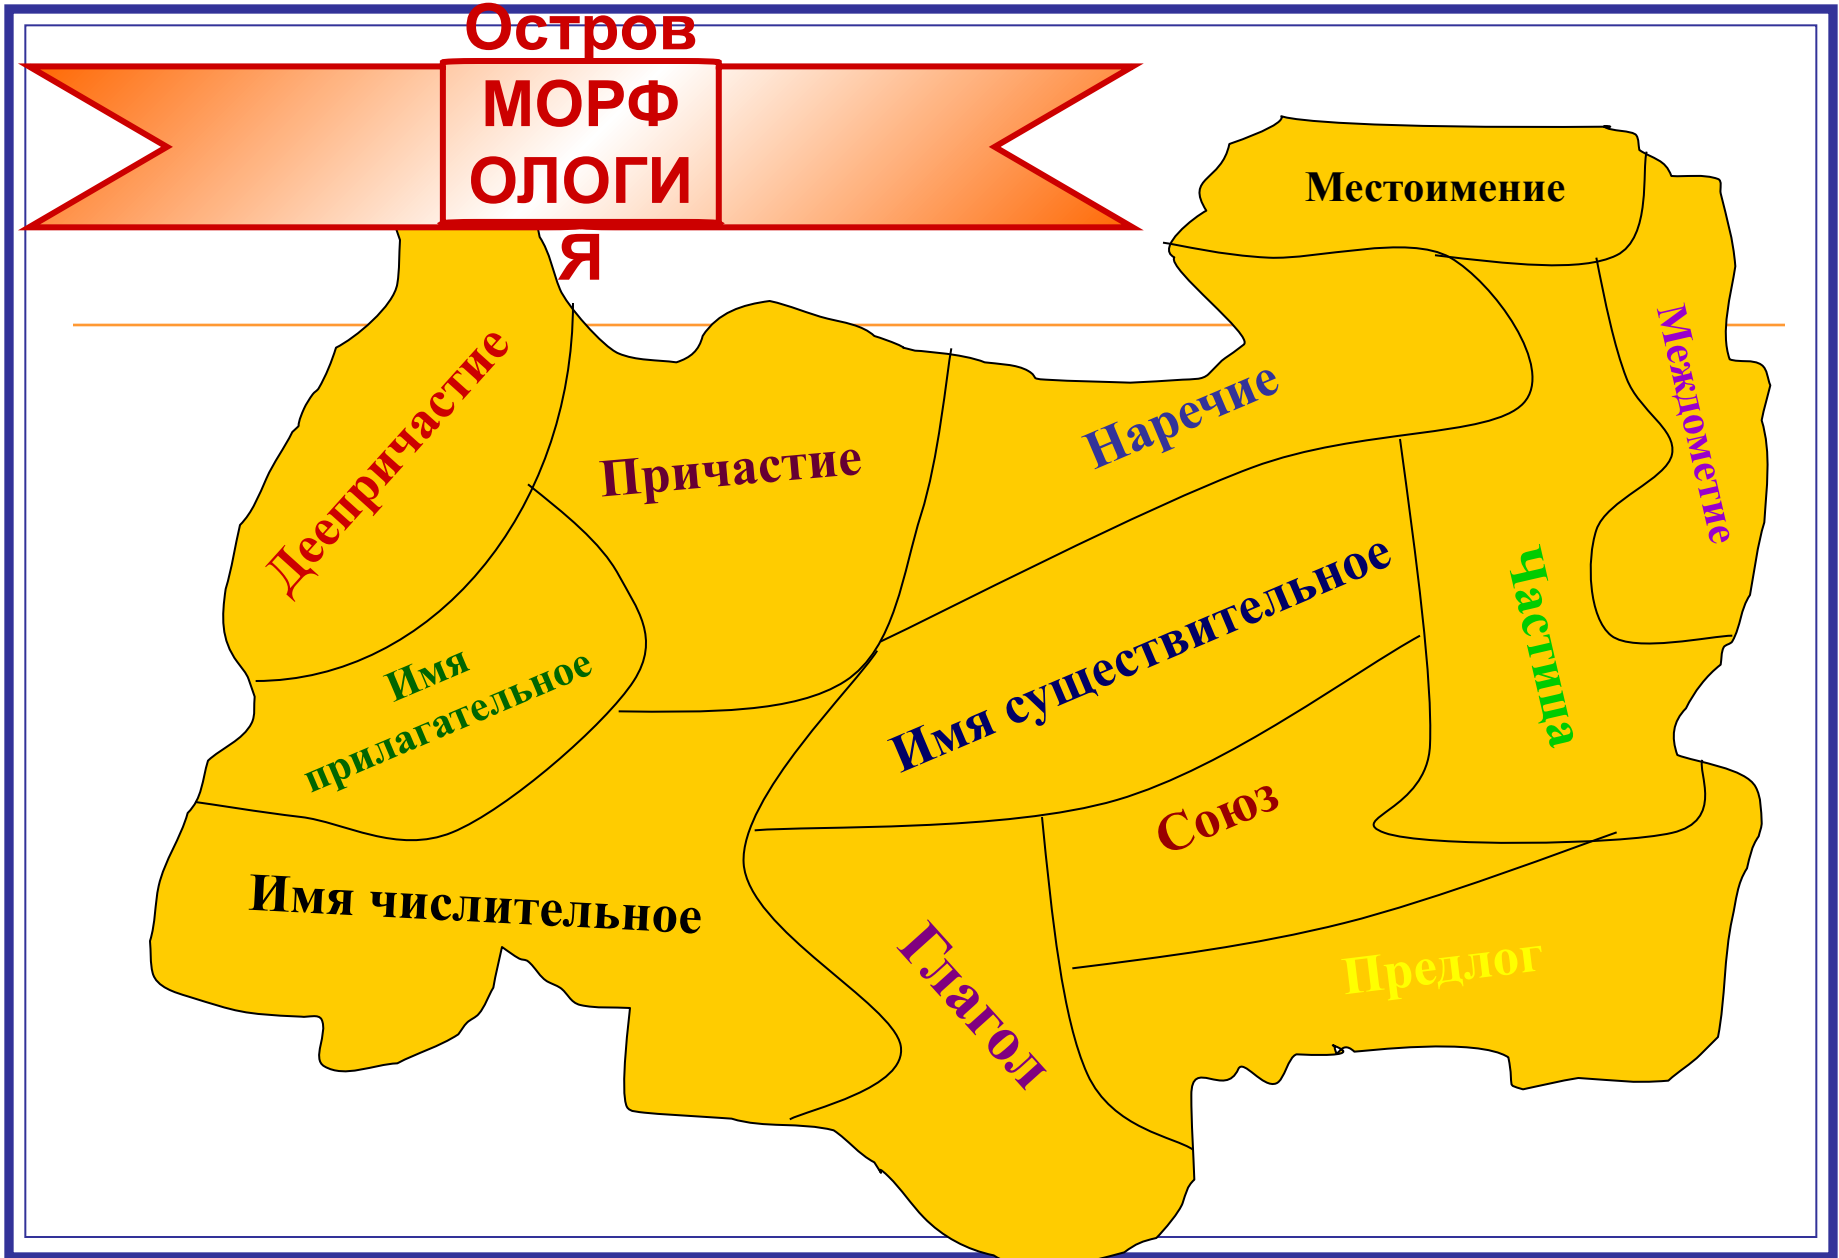 Остров
МОРФ
ОЛОГИ
Я
Местоимение
Междометие
Деепричастие
Причастие
Наречие
Имя существительное
Частица
Имя
прилагательное
Союз
Имя числительное
Глагол
Предлог